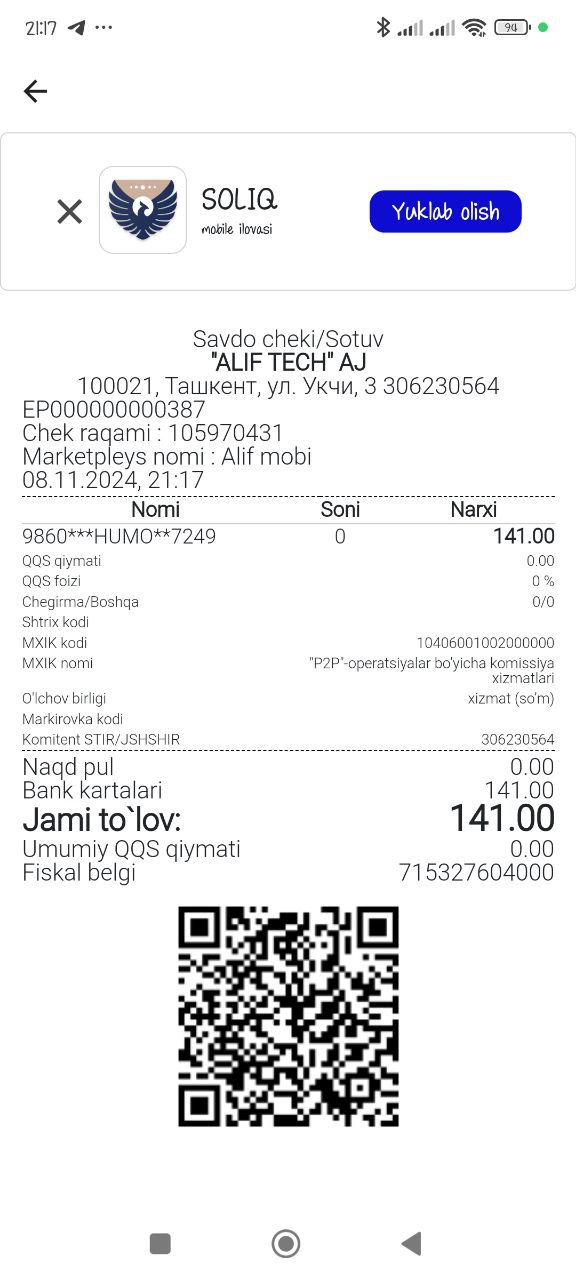 21:17 ...
94
SOLIQ
mobile ilovasi
Yuklab olish
Savdo cheki/Sotuv
"ALIF TECH" AJ
100021, Ташкент, ул. Укчи, 3 306230564
EP000000000387
Chek raqami : 105970431
Marketpleys nomi : Alif mobi
08.11.2024, 21:17
Nomi Soni Narxi
9860***HUMO**7249 0 141.00
QQS qiymati 0.00
QQS foizi 0 %
Chegirma/Boshqa 0/0
Shtrix kodi
MXIK kodi 10406001002000000
MXIK nomi "P2P"-operatsiyalar bo'yicha komissiya
xizmatlari
O'lchov birligi xizmat (so'm)
Markirovka kodi
Komitent STIR/JSHSHIR 306230564
Naqd pul 0.00
Bank kartalari 141.00
Jami to`lov: 141.00
Umumiy QQS qiymati 0.00
Fiskal belgi 715327604000